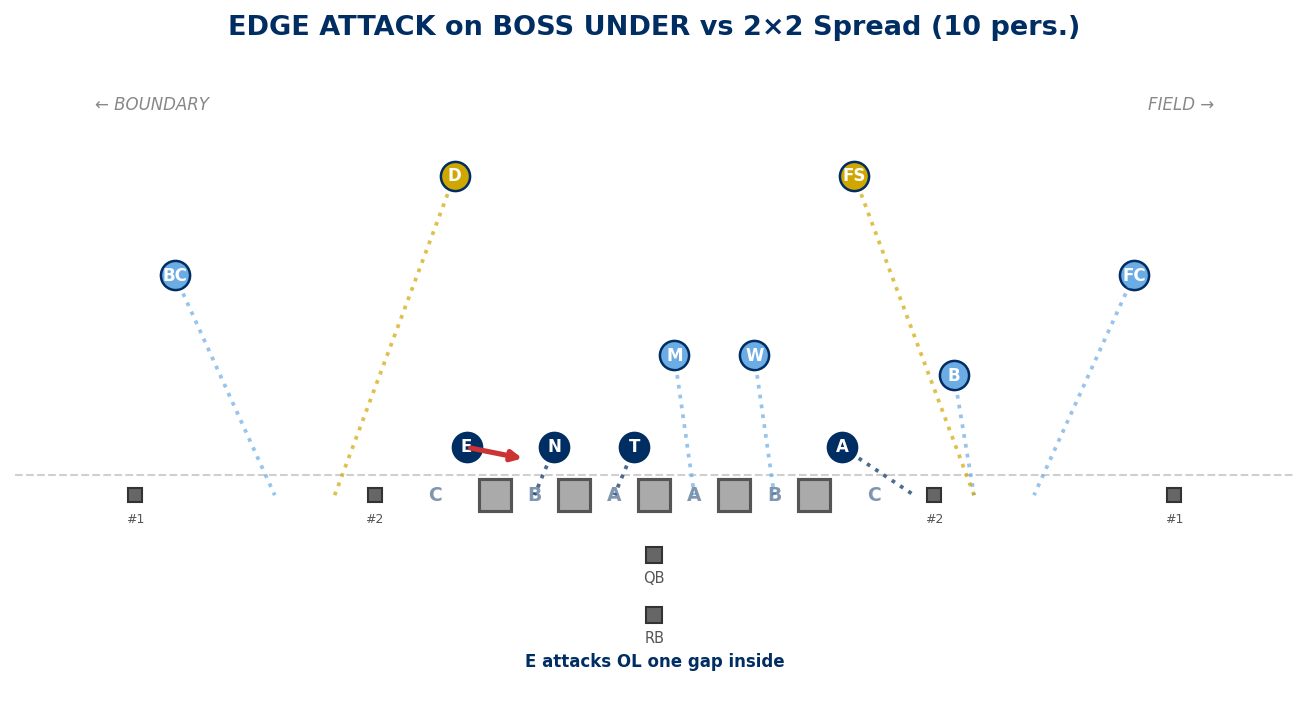 EDGE ATTACK on BOSS UNDER vs 2×2 Spread (10 pers.)
← BOUNDARY
FIELD →
D
FS
BC
FC
M
W
B
E
N
T
A
C
B
A
A
B
C
#1
#2
#2
#1
QB
RB
E attacks OL one gap inside